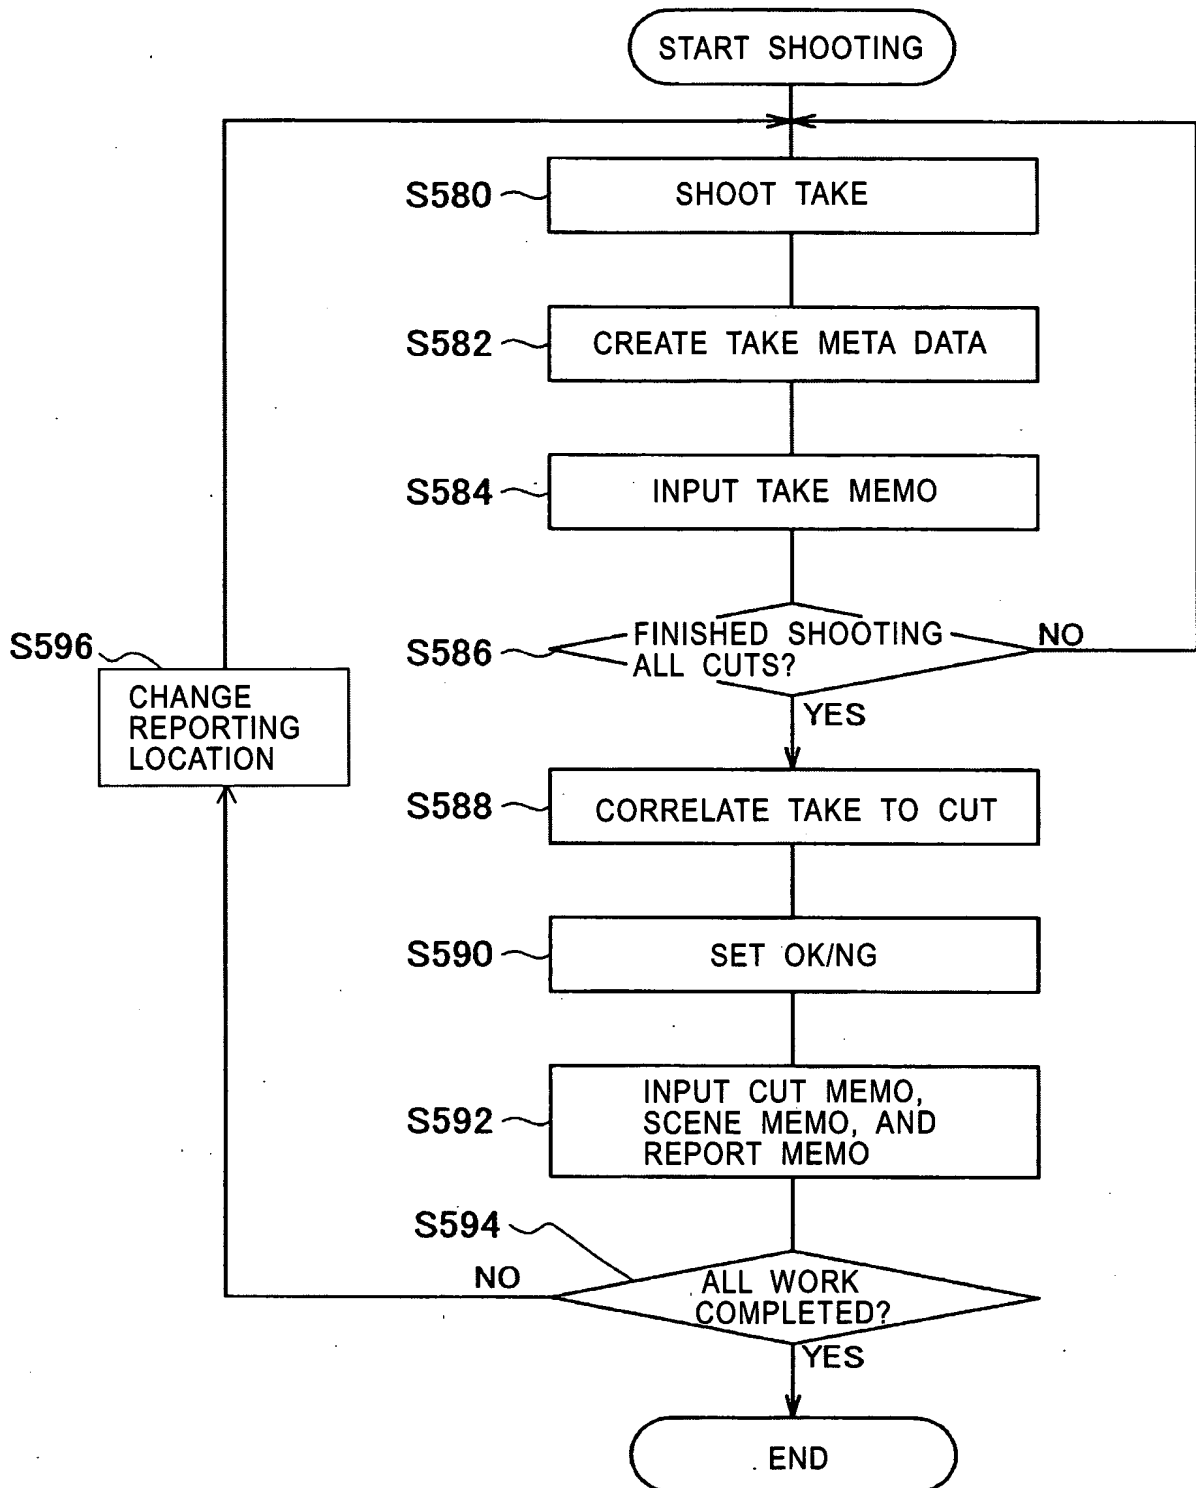 START SHOOTING
S580
SHOOT TAKE
S582
CREATE TAKE META DATA
S584
INPUT TAKE MEMO
S586
FINISHED SHOOTING
ALL CUTS?
NO
YES
S596
CHANGE
REPORTING
LOCATION
S588
CORRELATE TAKE TO CUT
S590
SET OK/NG
S592
INPUT CUT MEMO,
SCENE MEMO, AND
REPORT MEMO
S594
NO
ALL WORK
COMPLETED?
YES
END